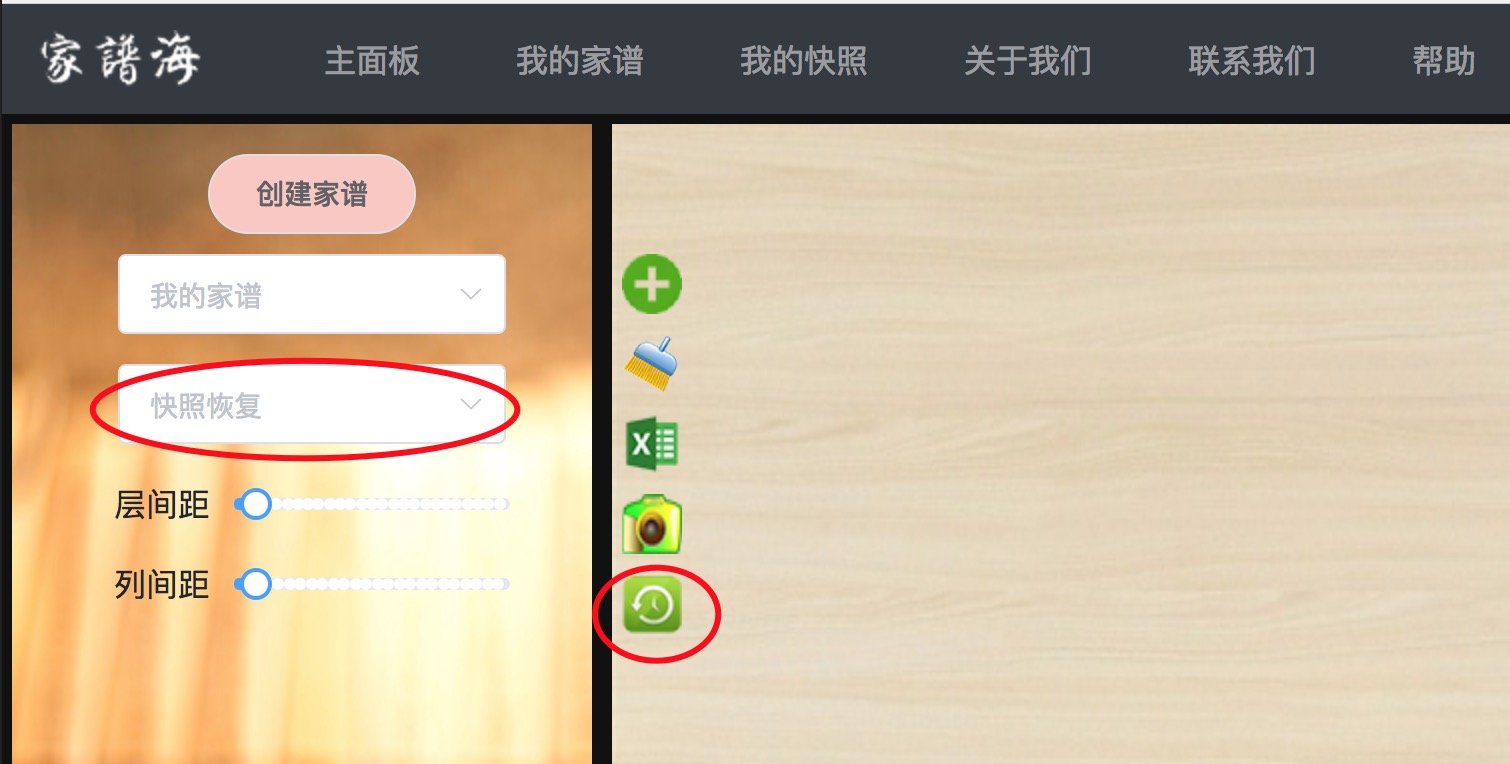 家譜海 主面板 我的家谱 我的快照 关于我们 联系我们 帮助
创建家谱
我的家谱
快照恢复
层间距
列间距